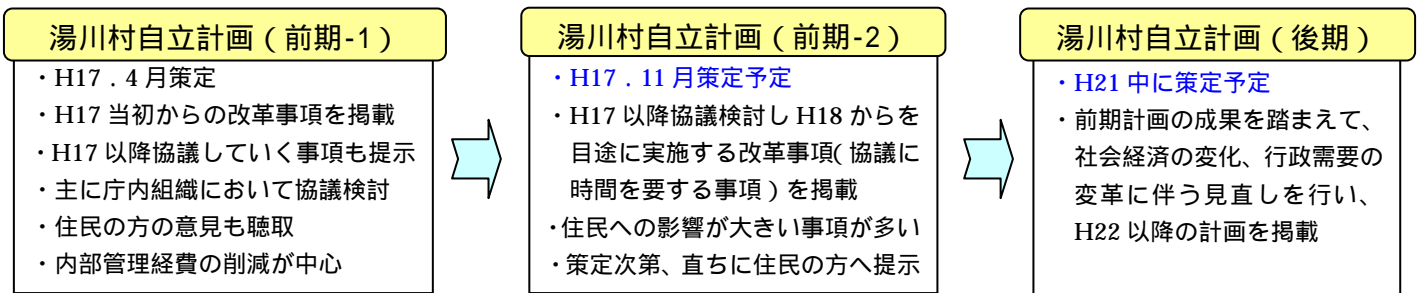 湯川村自立計画（前期-1）
・H17．4月策定
・H17当初からの改革事項を掲載
・H17以降協議していく事項も提示
・主に庁内組織において協議検討
・住民の方の意見も聴取
・内部管理経費の削減が中心
湯川村自立計画（前期-2）
・H17．11月策定予定
・H17以降協議検討しH18からを
目途に実施する改革事項（協議に
時間を要する事項）を掲載
・住民への影響が大きい事項が多い
・策定次第、直ちに住民の方へ提示
湯川村自立計画（後期）
・H21中に策定予定
・前期計画の成果を踏まえて、
社会経済の変化、行政需要の
変革に伴う見直しを行い、
H22以降の計画を掲載